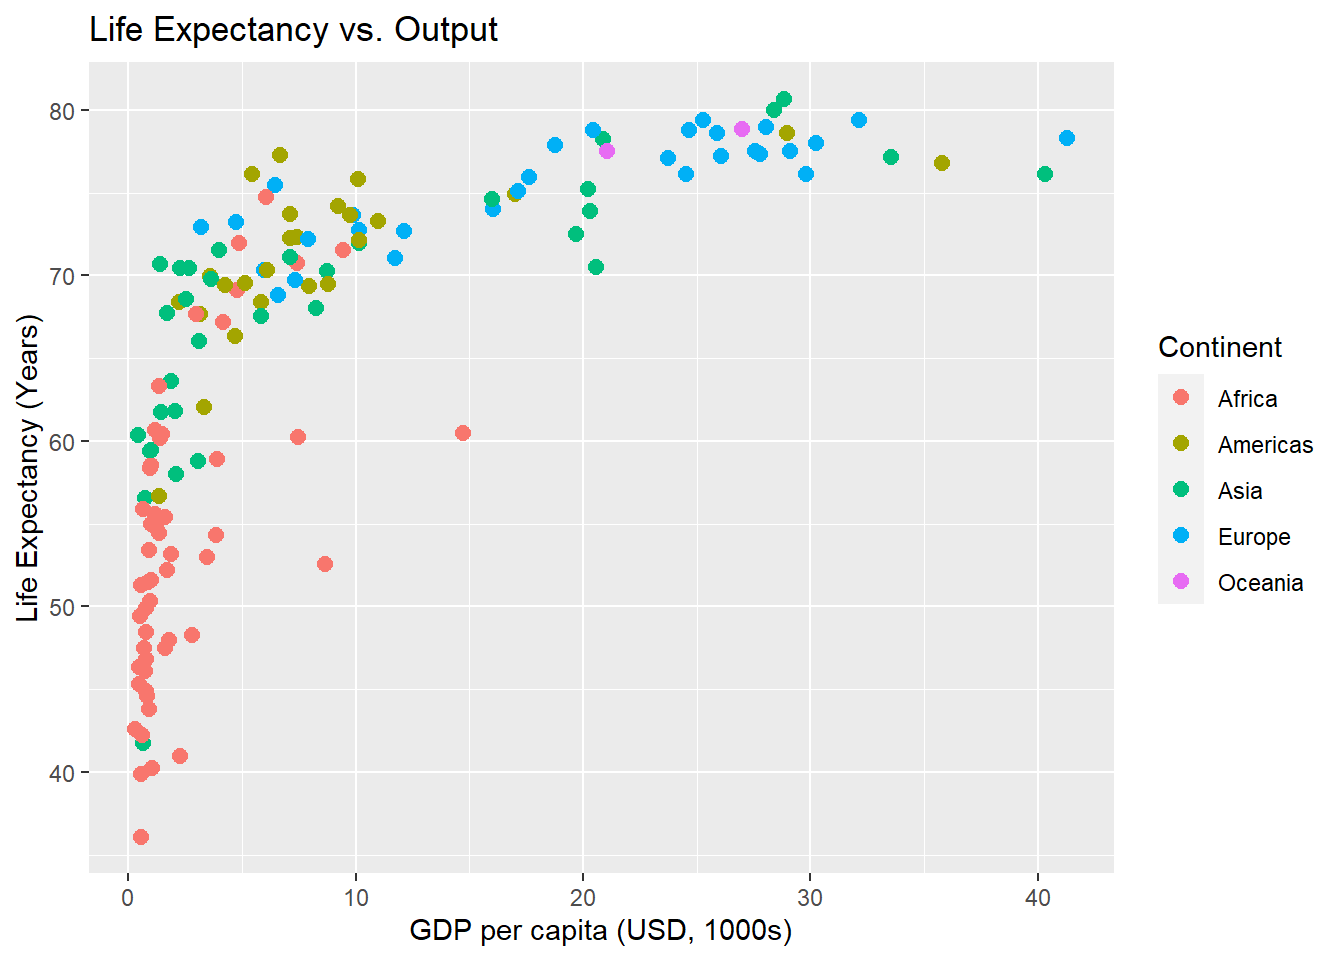 Life Expectancy vs. Output
80
70
60
50
40
Life Expectancy (Years)
0 10 20 30 40
GDP per capita (USD, 1000s)
Continent
Africa
Americas
Asia
Europe
Oceania